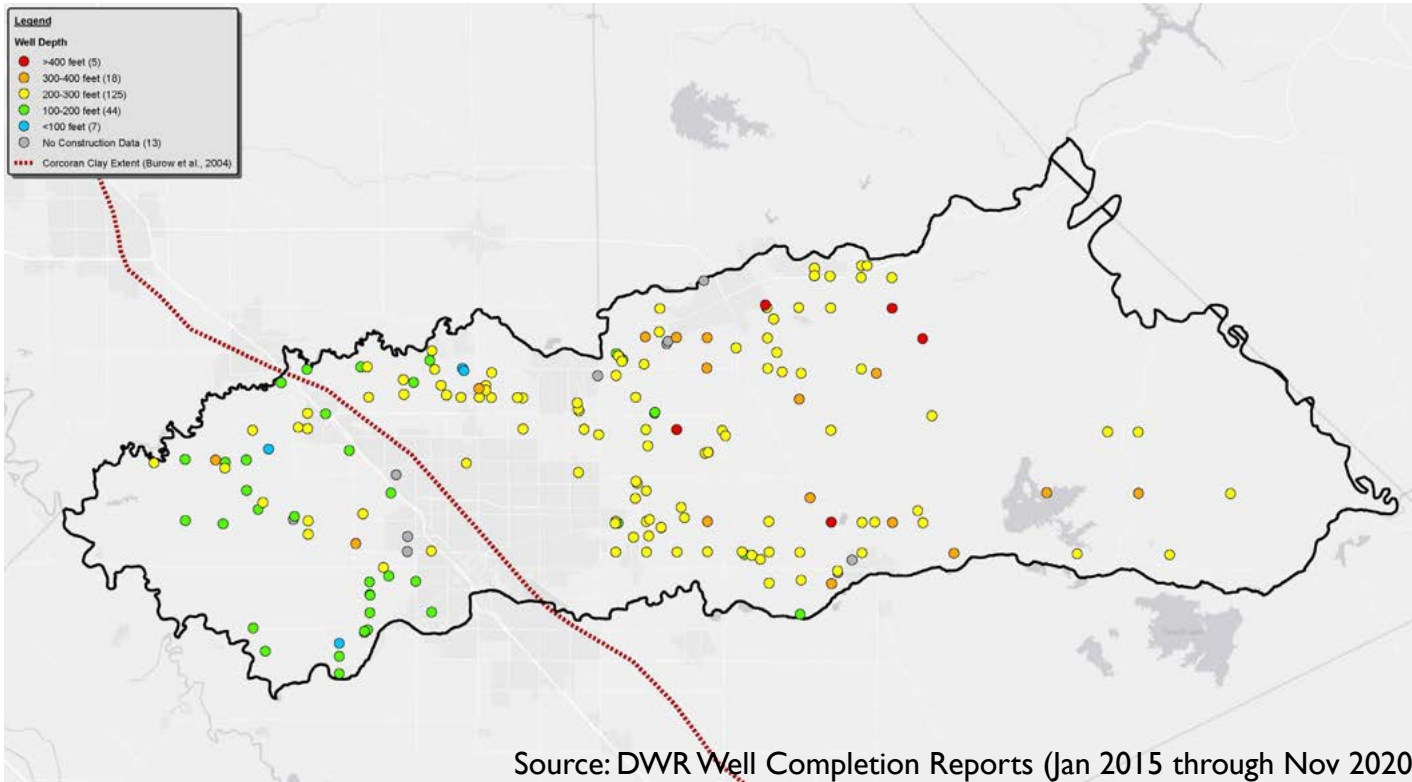 Legend
Well Depth
>400 feet (5)
300-400 feet (18)
200-300 feet (125)
100-200 feet (44)
<100 feet (7)
No Construction Data (13)
Corcoran Clay Extent (Burow et al., 2004)
Source: DWR Well Completion Reports (Jan 2015 through Nov 2020